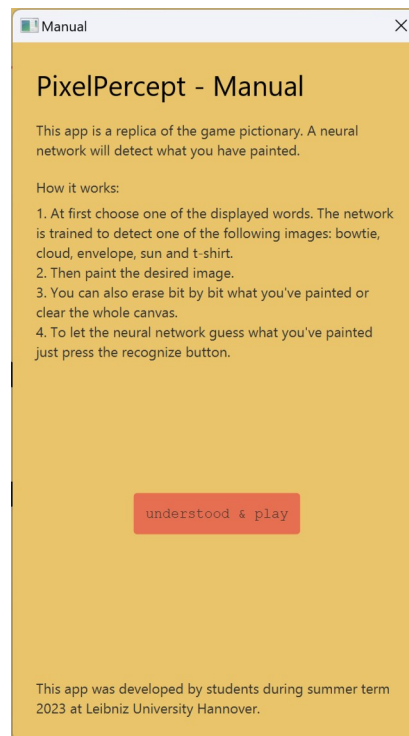 Manual
PixelPercept - Manual
This app is a replica of the game pictionary. A neural
network will detect what you have painted.
How it works:
1. At first choose one of the displayed words. The network
is trained to detect one of the following images: bowtie,
cloud, envelope, sun and t-shirt.
2. Then paint the desired image.
3. You can also erase bit by bit what you've painted or
clear the whole canvas.
4. To let the neural network guess what you've painted
just press the recognize button.
understood & play
This app was developed by students during summer term
2023 at Leibniz University Hannover.